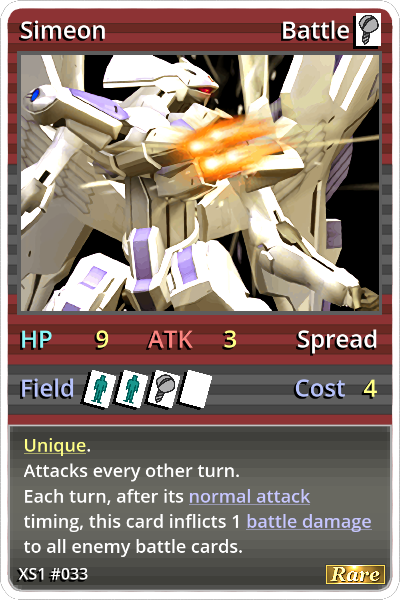 Simeon Battle
HP 9 ATK 3 Spread
Field Cost 4
Unique.
Attacks every other turn.
Each turn, after its normal attack
timing, this card inflicts 1 battle damage
to all enemy battle cards.
XS1 #033 Rare